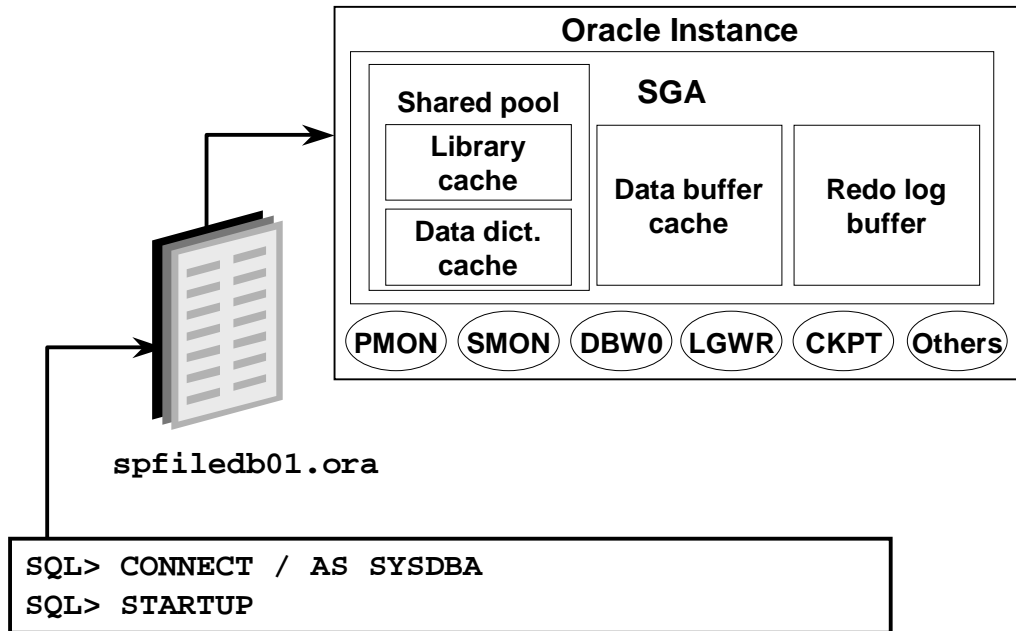 Oracle Instance
SGA
Shared pool
Library
cache
Data dict.
cache
Data buffer
cache
Redo log
buffer
PMON
SMON
DBW0
LGWR
CKPT
Others
spfiledb01.ora
SQL> CONNECT / AS SYSDBA
SQL> STARTUP